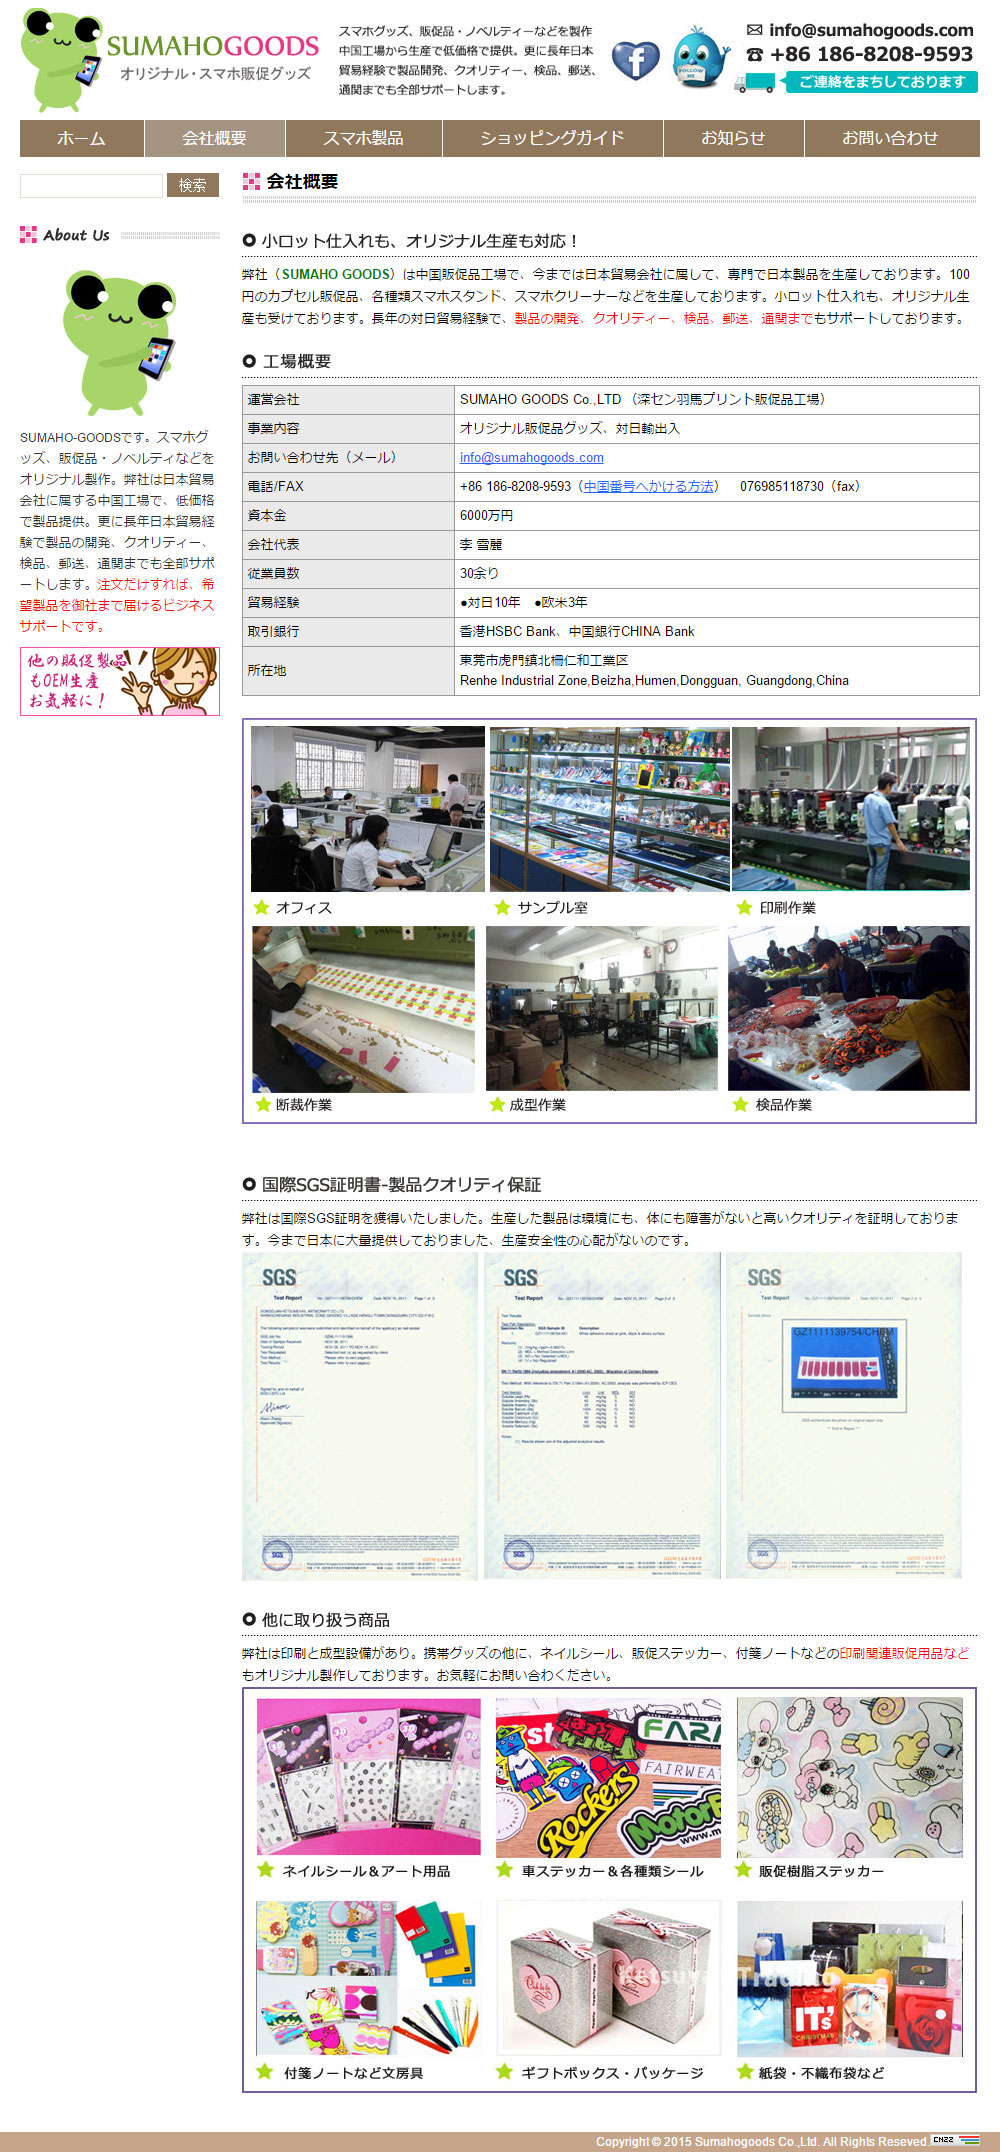 SUMAHOGOODS
オリジナル・スマホ販促グッズ
スマホグッズ、販促品・ノベルティーなどを製作
中国工場から生産で低価格で提供。更に長年日本
貿易経験で製品開発、クオリティー、検品、郵送、
通関までも全部サポートします。
FOLLOW ME
info@sumahogoods.com
+86 186-8208-9593
ご連絡をまちしております
ホーム
会社概要
スマホ製品
ショッピングガイド
お知らせ
お問い合わせ
検索
About Us
SUMAHO-GOODSです。スマホグ
ッズ、販促品・ノベルティなどを
オリジナル製作。弊社は日本貿易
会社に属する中国工場で、低価格
で製品提供。更に長年日本貿易経
験で製品の開発、クオリティー、
検品、郵送、通関までも全部サポ
ートします。注文だけすれば、希
望製品を御社まで届けるビジネス
サポートです。
他の販促製品
もOEM生産
お気軽に！
会社概要
小ロット仕入れも、オリジナル生産も対応！
弊社（SUMAHO GOODS）は中国販促品工場で、今までは日本貿易会社に属して、専門で日本製品を生産しております。100
円のカプセル販促品、各種類スマホスタンド、スマホクリーナーなどを生産しております。小ロット仕入れも、オリジナル生
産も受けております。長年の対日貿易経験で、製品の開発、クオリティー、検品、郵送、通関までもサポートしております。
工場概要
運営会社 SUMAHO GOODS Co.,LTD （深セン羽馬プリント販促品工場）
事業内容 オリジナル販促品グッズ、対日輸出入
お問い合わせ先（メール） info@sumahogoods.com
電話/FAX +86 186-8208-9593（中国番号へかける方法） 076985118730（fax）
資本金 6000万円
会社代表 李 雪麗
従業員数 30余り
貿易経験 ●対日10年 ●欧米3年
取引銀行 香港HSBC Bank、中国銀行CHINA Bank
所在地 東莞市虎門鎮北柵仁和工業区
Renhe Industrial Zone,Beizha,Humen,Dongguan, Guangdong,China
オフィス
サンプル室
印刷作業
断裁作業
成型作業
検品作業
国際SGS証明書-製品クオリティ保証
弊社は国際SGS証明を獲得いたしました。生産した製品は環境にも、体にも障害がないと高いクオリティを証明しておりま
す。今まで日本に大量提供しておりました、生産安全性の心配がないのです。
SGS
Test Report
SGS
Test Report
SGS
Test Report
GZ1111139754/CHEM
他に取り扱う商品
弊社は印刷と成型設備があり。携帯グッズの他に、ネイルシール、販促ステッカー、付箋ノートなどの印刷関連販促用品など
もオリジナル製作しております。お気軽にお問い合わください。
FAIRWEAT
Rockers
ネイルシール＆アート用品
車ステッカー＆各種類シール
販促樹脂ステッカー
IT's
CHRISTMAS
付箋ノートなど文房具
ギフトボックス・パッケージ
紙袋・不織布袋など
Copyright © 2015 Sumahogoods Co.,Ltd. All Rights Reseved. CNZZ